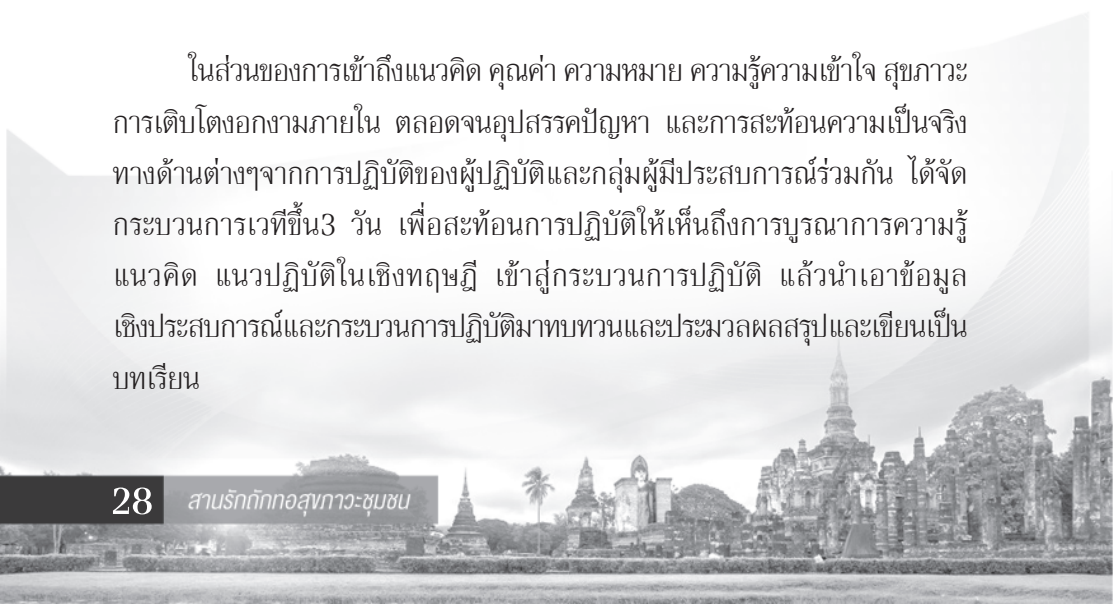 ในส่วนของการเข้าถึงแนวคิด คุณค่า ความหมาย ความรู้ความเข้าใจ สุขภาวะ
การเติบโตงอกงามภายใน ตลอดจนอุปสรรคปัญหา และการสะท้อนความเป็นจริง
ทางด้านต่างๆจากการปฏิบัติของผู้ปฏิบัติและกลุ่มผู้มีประสบการณ์ร่วมกัน ได้จัด
กระบวนการเวทีขึ้น3 วัน เพื่อสะท้อนการปฏิบัติให้เห็นถึงการบูรณาการความรู้
แนวคิด แนวปฏิบัติในเชิงทฤษฎี เข้าสู่กระบวนการปฏิบัติ แล้วนำเอาข้อมูล
เชิงประสบการณ์และกระบวนการปฏิบัติมาทบทวนและประมวลผลสรุปและเขียนเป็น
บทเรียน
28 สานรักถักทอสุขภาวะชุมชน